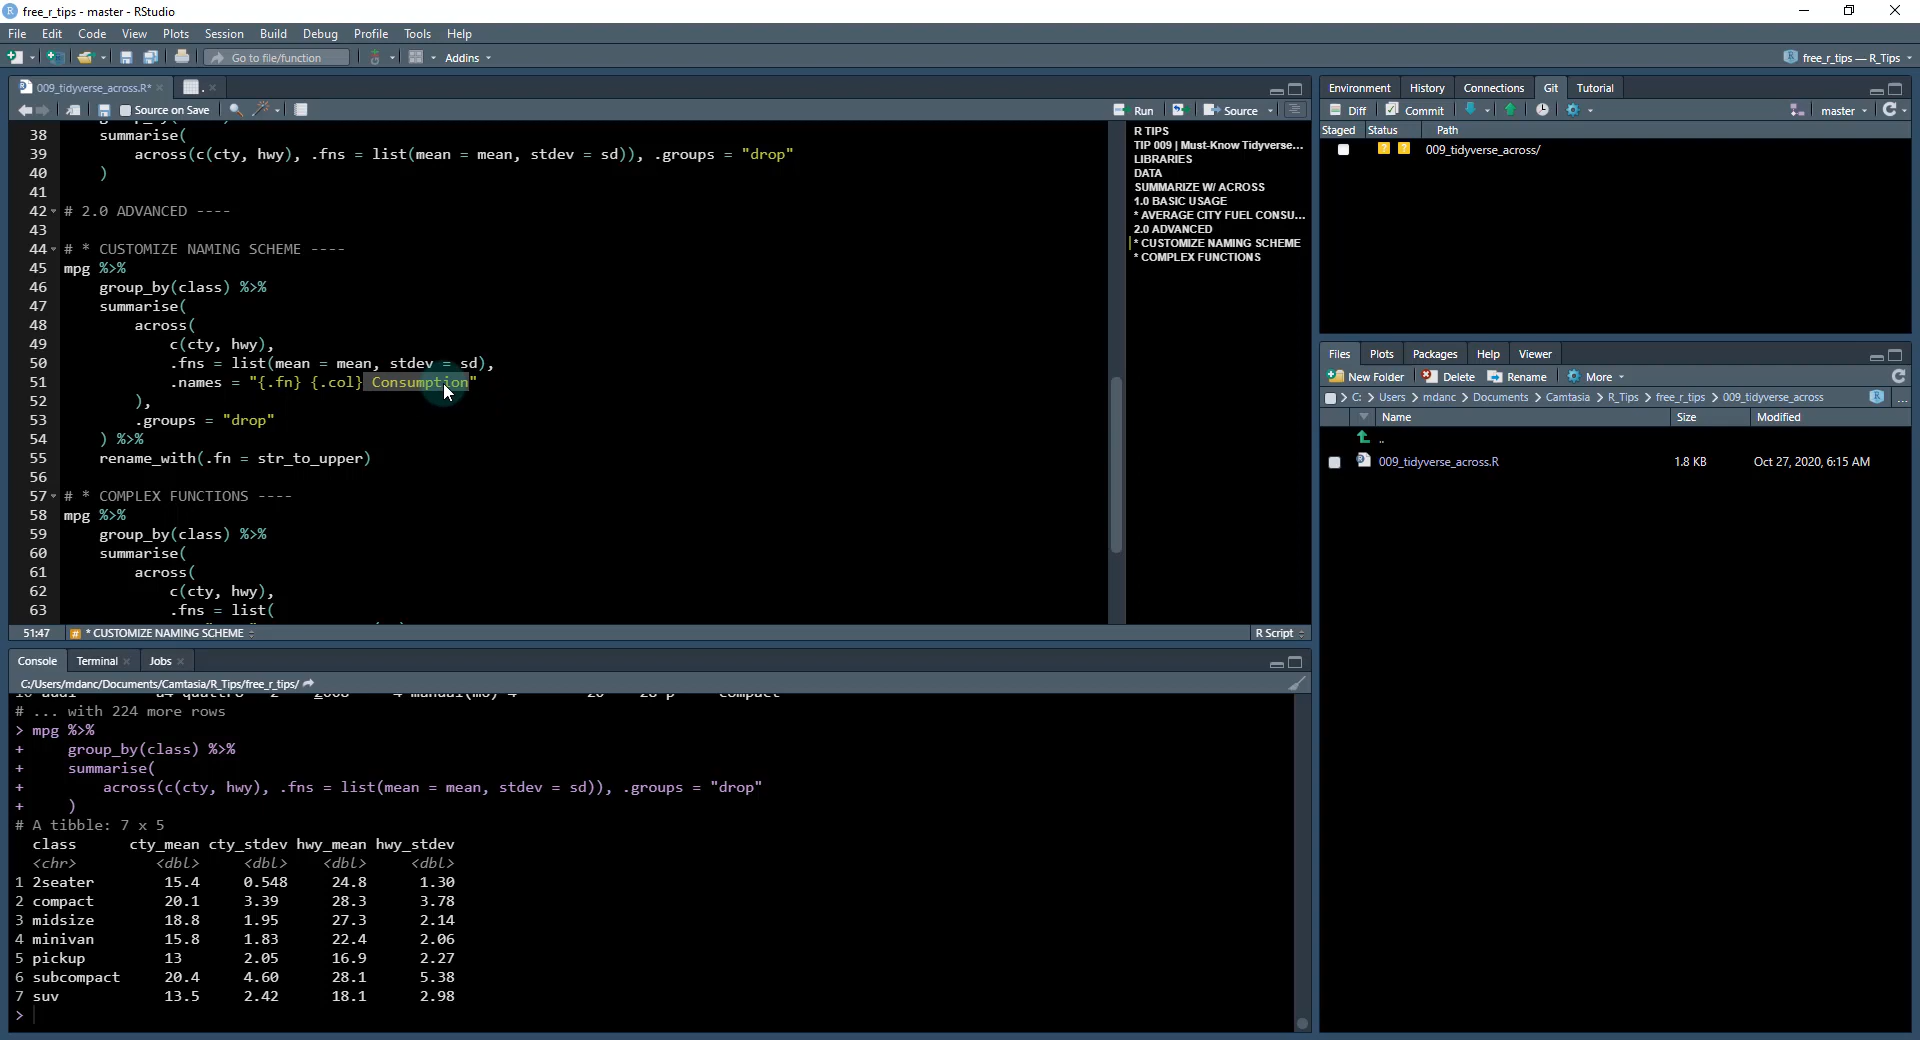 free_r_tips - master - RStudio
File Edit Code View Plots Session Build Debug Profile Tools Help
Go to file/function Addins free_r_tips — R_Tips
009_tidyverse_across.R* .
Source on Save Run Source
38 summarise(
39 across(c(cty, hwy), .fns = list(mean = mean, stdev = sd)), .groups = "drop"
40 )
41
42 # 2.0 ADVANCED ----
43
44 # * CUSTOMIZE NAMING SCHEME ----
45 mpg %>%
46 group_by(class) %>%
47 summarise(
48 across(
49 c(cty, hwy),
50 .fns = list(mean = mean, stdev = sd),
51 .names = "{.fn} {.col} Consumption"
52 ),
53 .groups = "drop"
54 ) %>%
55 rename_with(.fn = str_to_upper)
56
57 # * COMPLEX FUNCTIONS ----
58 mpg %>%
59 group_by(class) %>%
60 summarise(
61 across(
62 c(cty, hwy),
63 .fns = list(
51:47 # * CUSTOMIZE NAMING SCHEME R Script
R TIPS
TIP 009 | Must-Know Tidyverse...
LIBRARIES
DATA
SUMMARIZE W/ ACROSS
1.0 BASIC USAGE
* AVERAGE CITY FUEL CONSU...
2.0 ADVANCED
* CUSTOMIZE NAMING SCHEME
* COMPLEX FUNCTIONS
Console Terminal Jobs
C:/Users/mdanc/Documents/Camtasia/R_Tips/free_r_tips/
# ... with 224 more rows
> mpg %>%
+ group_by(class) %>%
+ summarise(
+ across(c(cty, hwy), .fns = list(mean = mean, stdev = sd)), .groups = "drop"
+ )
# A tibble: 7 x 5
class cty_mean cty_stdev hwy_mean hwy_stdev
<chr> <dbl> <dbl> <dbl> <dbl>
1 2seater 15.4 0.548 24.8 1.30
2 compact 20.1 3.39 28.3 3.78
3 midsize 18.8 1.95 27.3 2.14
4 minivan 15.8 1.83 22.4 2.06
5 pickup 13 2.05 16.9 2.27
6 subcompact 20.4 4.60 28.1 5.38
7 suv 13.5 2.42 18.1 2.98
>
Environment History Connections Git Tutorial
Diff Commit master
Staged Status Path
? ? 009_tidyverse_across/
Files Plots Packages Help Viewer
New Folder Delete Rename More
C: > Users > mdanc > Documents > Camtasia > R_Tips > free_r_tips > 009_tidyverse_across ...
Name Size Modified
..
009_tidyverse_across.R 1.8 KB Oct 27, 2020, 6:15 AM